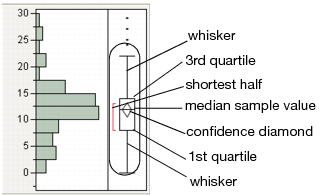 30
25
20
15
10
5
0
whisker
3rd quartile
shortest half
median sample value
confidence diamond
1st quartile
whisker